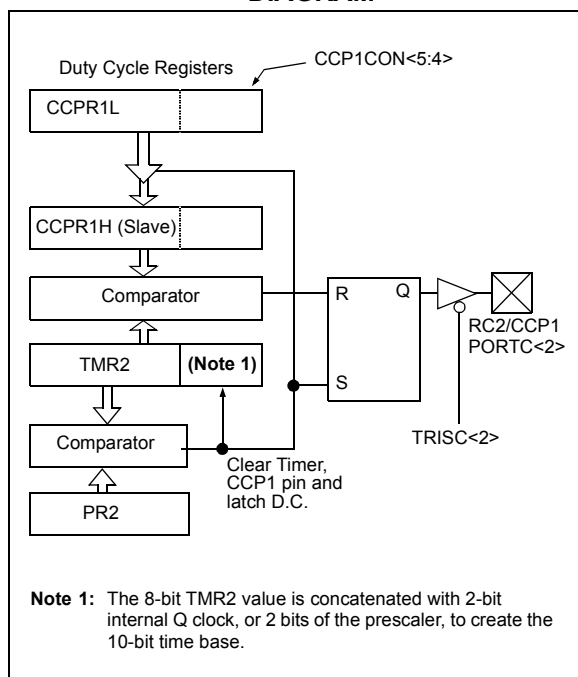 DIAGRAM
Duty Cycle Registers
CCP1CON<5:4>
CCPR1L
CCPR1H (Slave)
Comparator
R
Q
RC2/CCP1
PORTC<2>
TMR2
(Note 1)
S
TRISC<2>
Comparator
Clear Timer,
CCP1 pin and
latch D.C.
PR2
Note 1: The 8-bit TMR2 value is concatenated with 2-bit
internal Q clock, or 2 bits of the prescaler, to create the
10-bit time base.